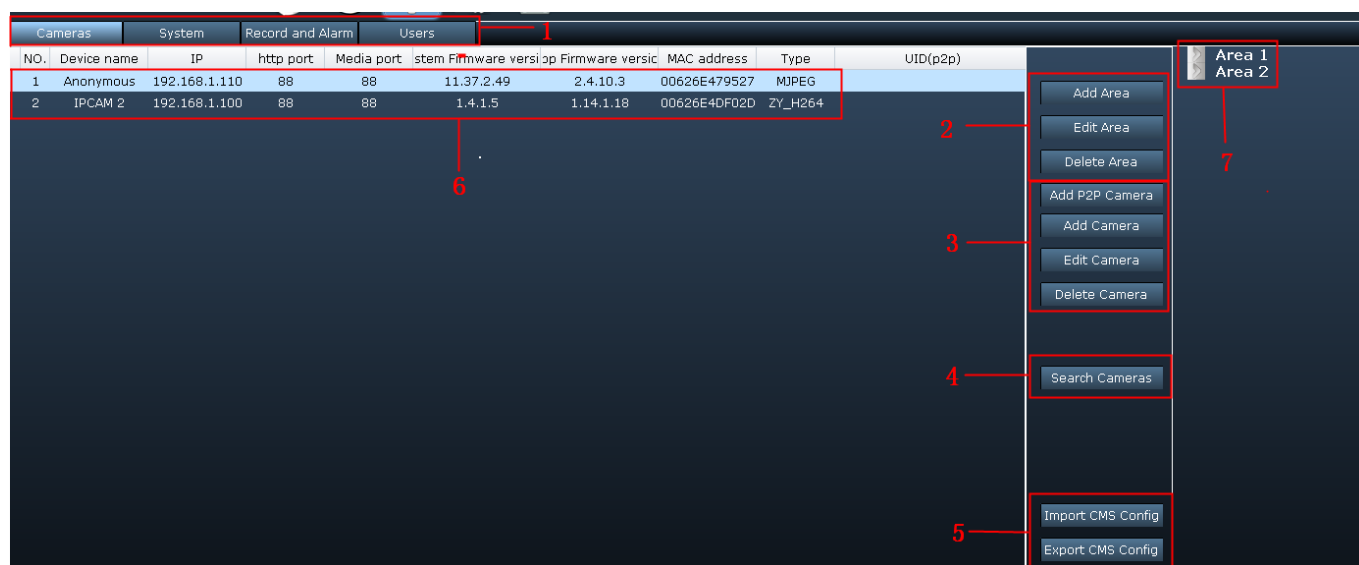 Cameras System Record and Alarm Users 1
NO. Device name IP http port Media port stem Firmware versi op Firmware versic MAC address Type UID(p2p)
1 Anonymous 192.168.1.110 88 88 11.37.2.49 2.4.10.3 00626E479527 MJPEG
2 IPCAM 2 192.168.1.100 88 88 1.4.1.5 1.14.1.18 00626E4DF02D ZY_H264
6
Add Area
2 Edit Area
Delete Area
Add P2P Camera
Add Camera
3
Edit Camera
Delete Camera
4 Search Cameras
Import CMS Config
5
Export CMS Config
Area 1
Area 2
7